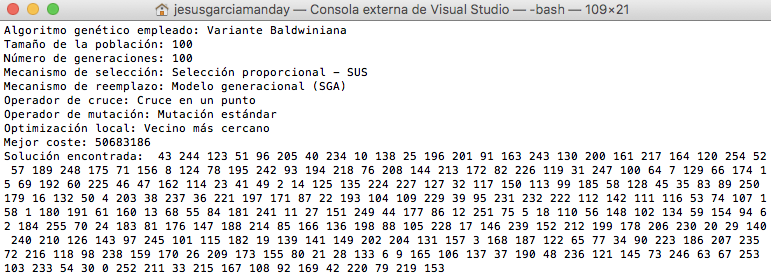 jesusgarciamanday — Consola externa de Visual Studio — -bash — 109×21
Algoritmo genético empleado: Variante Baldwiniana
Tamaño de la población: 100
Número de generaciones: 100
Mecanismo de selección: Selección proporcional - SUS
Mecanismo de reemplazo: Modelo generacional (SGA)
Operador de cruce: Cruce en un punto
Operador de mutación: Mutación estándar
Optimización local: Vecino más cercano
Mejor coste: 50683186
Solución encontrada:  43 244 123 51 96 205 40 234 10 138 25 196 201 91 163 243 130 200 161 217 164 120 254 52
 57 189 248 175 71 156 8 124 78 195 242 93 194 218 76 208 144 213 172 82 226 119 31 247 100 64 7 129 66 174 1
5 69 192 60 225 46 47 162 114 23 41 49 2 14 125 135 224 227 127 32 117 150 113 99 185 58 128 45 35 83 89 250
179 16 132 50 4 203 38 237 36 221 197 171 87 22 193 104 109 229 39 95 231 232 222 112 142 111 116 53 74 107 1
58 1 180 191 61 160 13 68 55 84 181 241 11 27 151 249 44 177 86 12 251 75 5 18 110 56 148 102 134 59 154 94 6
2 184 255 70 24 183 81 176 147 188 214 85 166 136 198 88 105 228 17 146 239 152 212 199 178 206 230 20 29 140
 240 210 126 143 97 245 101 115 182 19 139 141 149 202 204 131 157 3 168 187 122 65 77 34 90 223 186 207 235
72 216 118 98 238 159 170 26 209 173 155 80 21 28 133 6 9 165 106 137 37 190 48 236 121 145 73 246 63 67 253
103 233 54 30 0 252 211 33 215 167 108 92 169 42 220 79 219 153